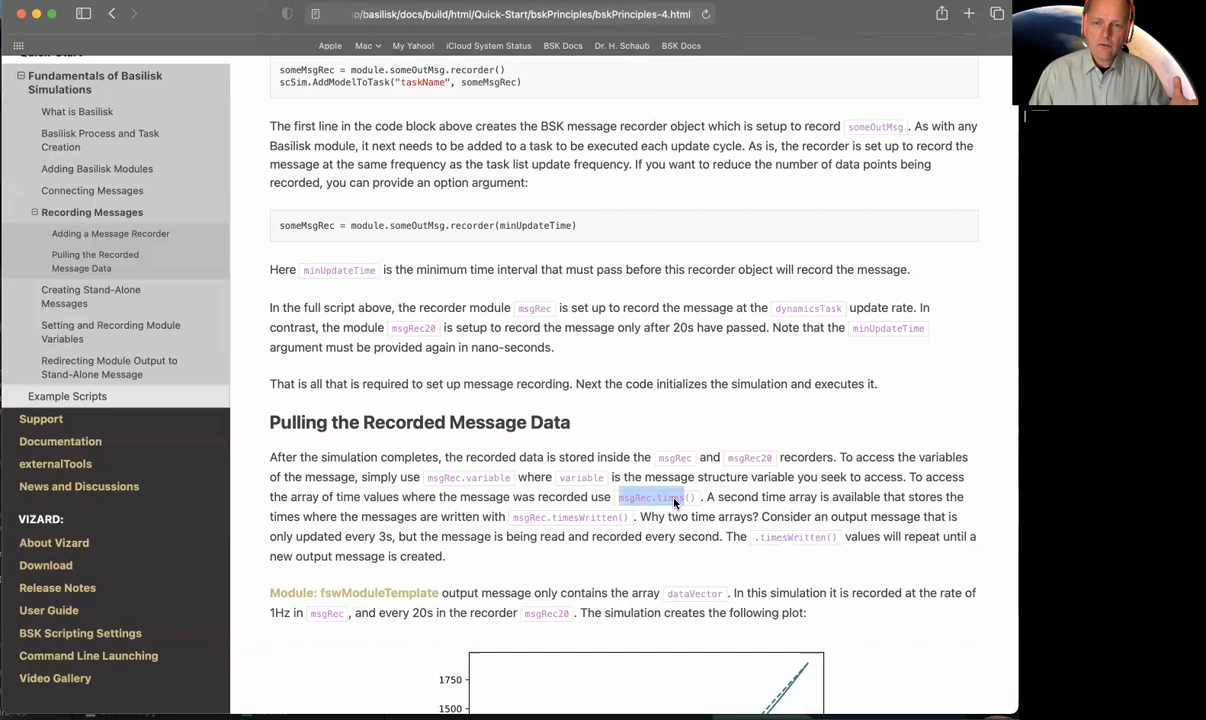 p/basilisk/docs/build/html/Quick-Start/bskPrinciples/bskPrinciples-4.html
Apple Mac My Yahoo! iCloud System Status BSK Docs Dr. H. Schaub BSK Docs
Fundamentals of Basilisk
Simulations
What is Basilisk
Basilisk Process and Task
Creation
Adding Basilisk Modules
Connecting Messages
Recording Messages
Adding a Message Recorder
Pulling the Recorded
Message Data
Creating Stand-Alone
Messages
Setting and Recording Module
Variables
Redirecting Module Output to
Stand-Alone Message
Example Scripts
Support
Documentation
externalTools
News and Discussions
VIZARD:
About Vizard
Download
Release Notes
User Guide
BSK Scripting Settings
Command Line Launching
Video Gallery
someMsgRec = module.someOutMsg.recorder()
scSim.AddModelToTask("taskName", someMsgRec)
The first line in the code block above creates the BSK message recorder object which is setup to record someOutMsg . As with any
Basilisk module, it next needs to be added to a task to be executed each update cycle. As is, the recorder is set up to record the
message at the same frequency as the task list update frequency. If you want to reduce the number of data points being
recorded, you can provide an option argument:
someMsgRec = module.someOutMsg.recorder(minUpdateTime)
Here minUpdateTime is the minimum time interval that must pass before this recorder object will record the message.
In the full script above, the recorder module msgRec is set up to record the message at the dynamicsTask update rate. In
contrast, the module msgRec20 is setup to record the message only after 20s have passed. Note that the minUpdateTime
argument must be provided again in nano-seconds.
That is all that is required to set up message recording. Next the code initializes the simulation and executes it.
Pulling the Recorded Message Data
After the simulation completes, the recorded data is stored inside the msgRec and msgRec20 recorders. To access the variables
of the message, simply use msgRec.variable where variable is the message structure variable you seek to access. To access
the array of time values where the message was recorded use msgRec.times() . A second time array is available that stores the
times where the messages are written with msgRec.timesWritten() . Why two time arrays? Consider an output message that is
only updated every 3s, but the message is being read and recorded every second. The .timesWritten() values will repeat until a
new output message is created.
Module: fswModuleTemplate output message only contains the array dataVector . In this simulation it is recorded at the rate of
1Hz in msgRec , and every 20s in the recorder msgRec20 . The simulation creates the following plot:
1750
1500